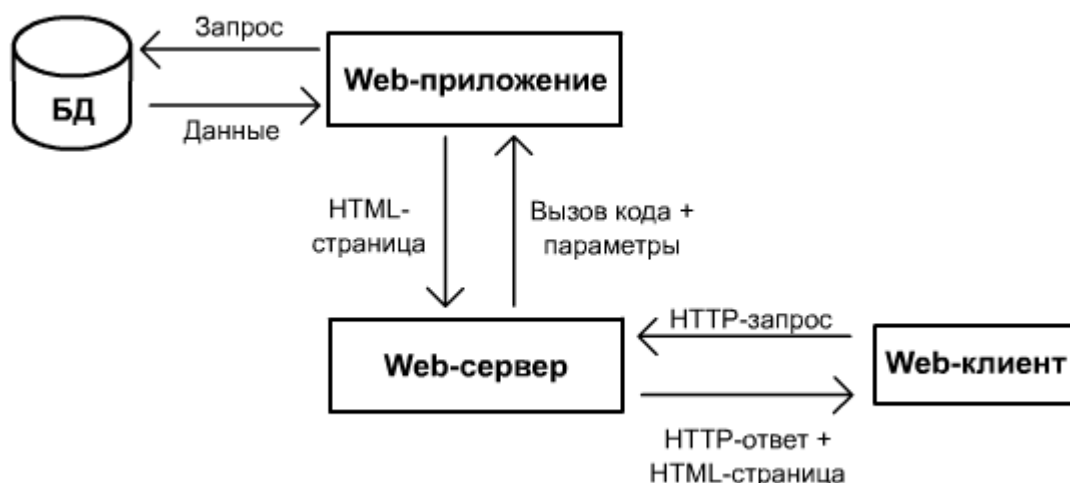 Запрос
Web-приложение
БД
Данные
HTML-
страница
Вызов кода +
параметры
HTTP-запрос
Web-сервер
Web-клиент
HTTP-ответ +
HTML-страница